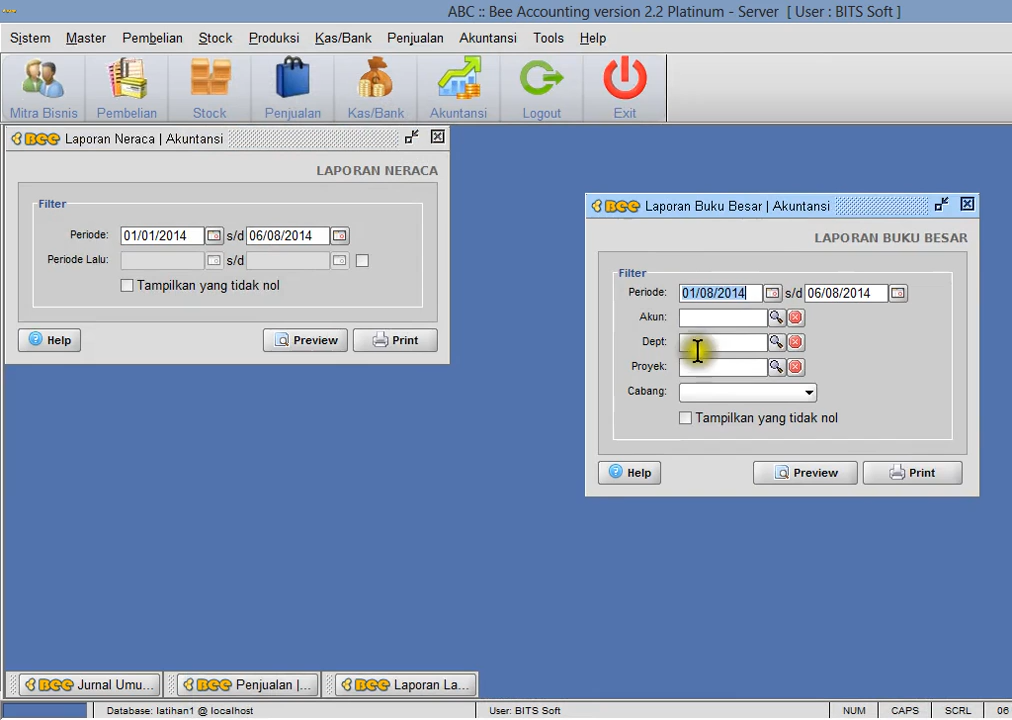 ABC :: Bee Accounting version 2.2 Platinum - Server [ User : BITS Soft ]
Sistem Master Pembelian Stock Produksi Kas/Bank Penjualan Akuntansi Tools Help
Mitra Bisnis Pembelian Stock Penjualan Kas/Bank Akuntansi Logout Exit
Bee Laporan Neraca | Akuntansi
LAPORAN NERACA
Filter
Periode: 01/01/2014 s/d 06/08/2014
Periode Lalu: s/d
Tampilkan yang tidak nol
Help Preview Print
Bee Laporan Buku Besar | Akuntansi
LAPORAN BUKU BESAR
Filter
Periode: 01/08/2014 s/d 06/08/2014
Akun:
Dept:
Proyek:
Cabang:
Tampilkan yang tidak nol
Help Preview Print
Bee Jurnal Umu... Bee Penjualan |... Bee Laporan La...
Database: latihan1 @ localhost User: BITS Soft NUM CAPS SCRL 06